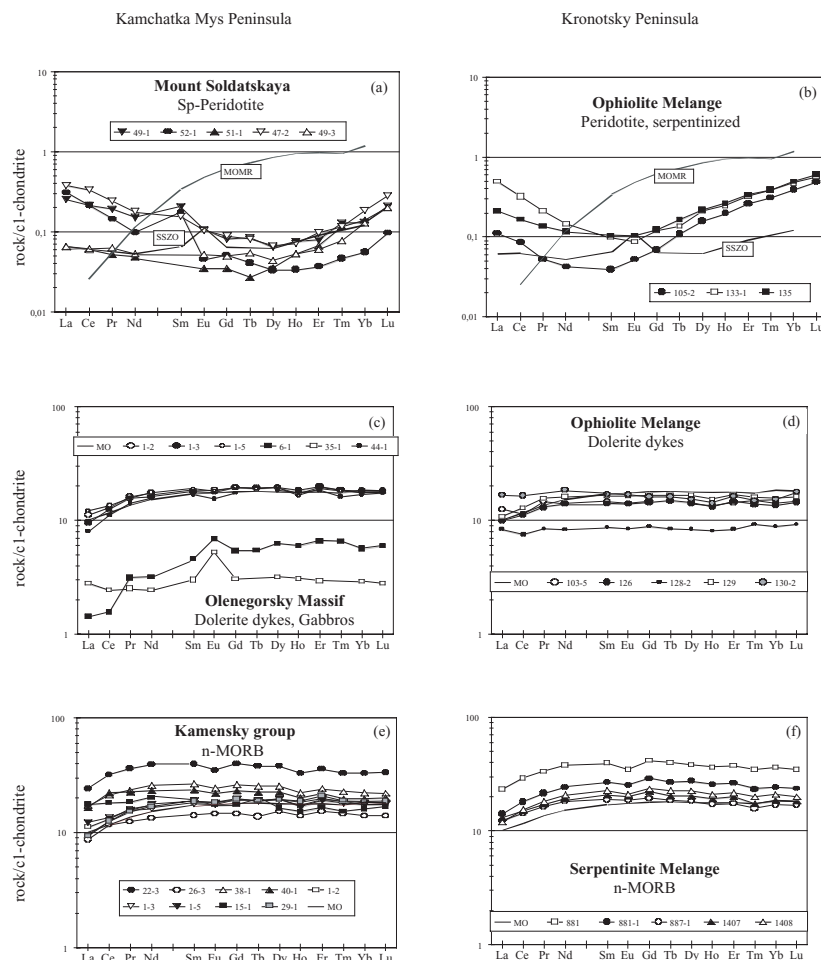 Kamchatka Mys Peninsula
Kronotsky Peninsula
10
Mount Soldatskaya
(a)
Sp-Peridotite
49-1 52-1 51-1 47-2 49-3
1
MOMR
SSZO
0,1
0,01
rock/c1-chondrite
La Ce Pr Nd Sm Eu Gd Tb Dy Ho Er Tm Yb Lu
10
(b)
Ophiolite Melange
Peridotite, serpentinized
1
MOMR
0,1
SSZO
105-2 133-1 135
0,01
La Ce Pr Nd Sm Eu Gd Tb Dy Ho Er Tm Yb Lu
100
(c)
MO 1-2 1-3 1-5 6-1 35-1 44-1
10
Olenegorsky Massif
Dolerite dykes, Gabbros
1
rock/c1-chondrite
La Ce Pr Nd Sm Eu Gd Tb Dy Ho Er Tm Yb Lu
100
Ophiolite Melange
(d)
Dolerite dykes
10
MO 103-5 126 128-2 129 130-2
1
La Ce Pr Nd Sm Eu Gd Tb Dy Ho Er Tm Yb Lu
100
Kamensky group
(e)
n-MORB
10
22-3 26-3 38-1 40-1 1-2
1-3 1-5 15-1 29-1 MO
1
rock/c1-chondrite
La Ce Pr Nd Sm Eu Gd Tb Dy Ho Er Tm Yb Lu
100
(f)
10
Serpentinite Melange
n-MORB
MO 881 881-1 887-1 1407 1408
1
La Ce Pr Nd Sm Eu Gd Tb Dy Ho Er Tm Yb Lu